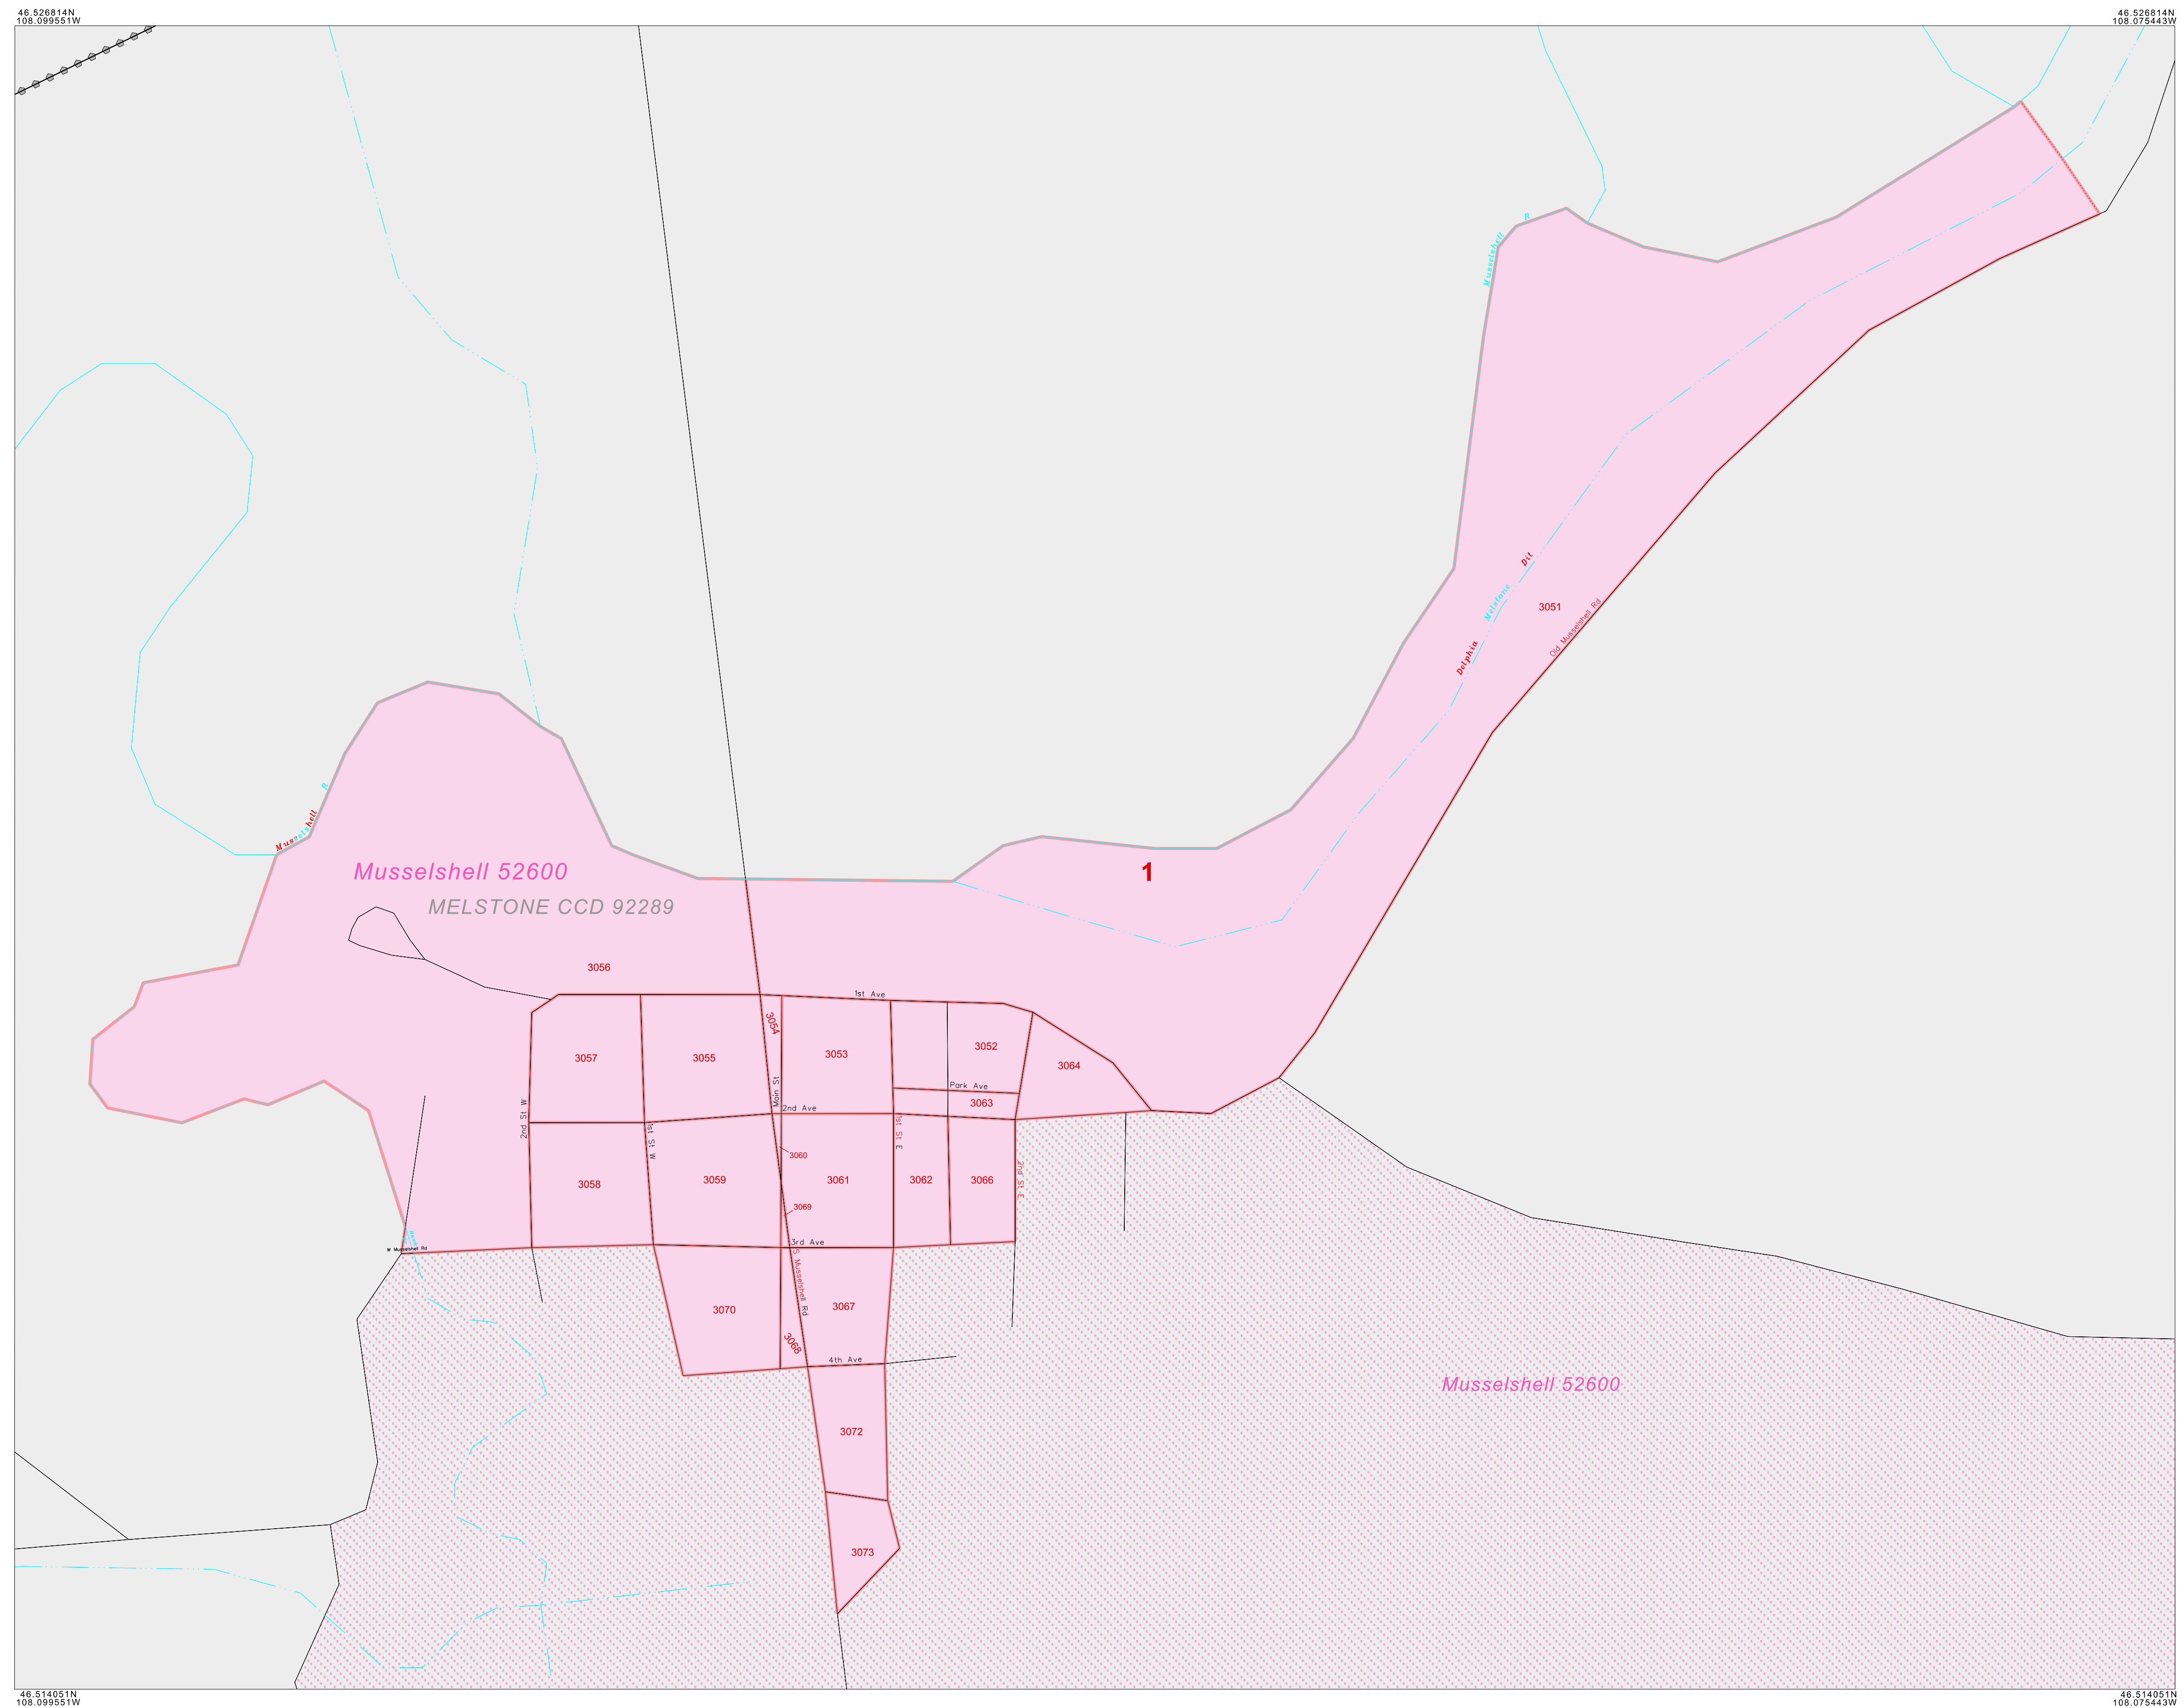 46.526814N
108.099551W
46.526814N
108.075443W
Musselshell R
Musselshell R
Delphia Melstone Dit
3051
Old Musselshell Rd
1
Musselshell 52600
MELSTONE CCD 92289
3056
1st Ave
3054
3057
3055
3053
3052
3064
Main St
Park Ave
3063
2nd St W
2nd Ave
1st St W
1st St E
3060
3058
3059
3061
3062
3066
2nd St E
3069
W Musselshell Rd
3rd Ave
S Musselshell Rd
3070
3067
3068
4th Ave
Musselshell 52600
3072
3073
46.514051N
108.099551W
46.514051N
108.075443W